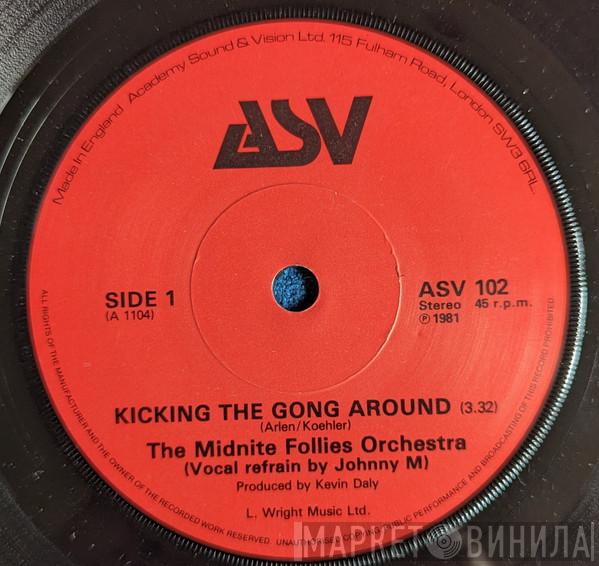 Made in England Academy Sound & Vision Ltd. 115 Fulham Road, London SW3 6RL
ASV
SIDE 1
(A 1104)
ASV 102
Stereo 45 r.p.m.
℗ 1981
KICKING THE GONG AROUND (3.32)
(Arlen/Koehler)
The Midnite Follies Orchestra
(Vocal refrain by Johnny M)
Produced by Kevin Daly
L. Wright Music Ltd.
ALL RIGHTS OF THE MANUFACTURER AND THE OWNER OF THE RECORDED WORK RESERVED. UNAUTHORISED COPYING PUBLIC PERFORMANCE AND BROADCASTING OF THIS RECORD PROHIBITED
МАРКЕТ ВИНИЛА